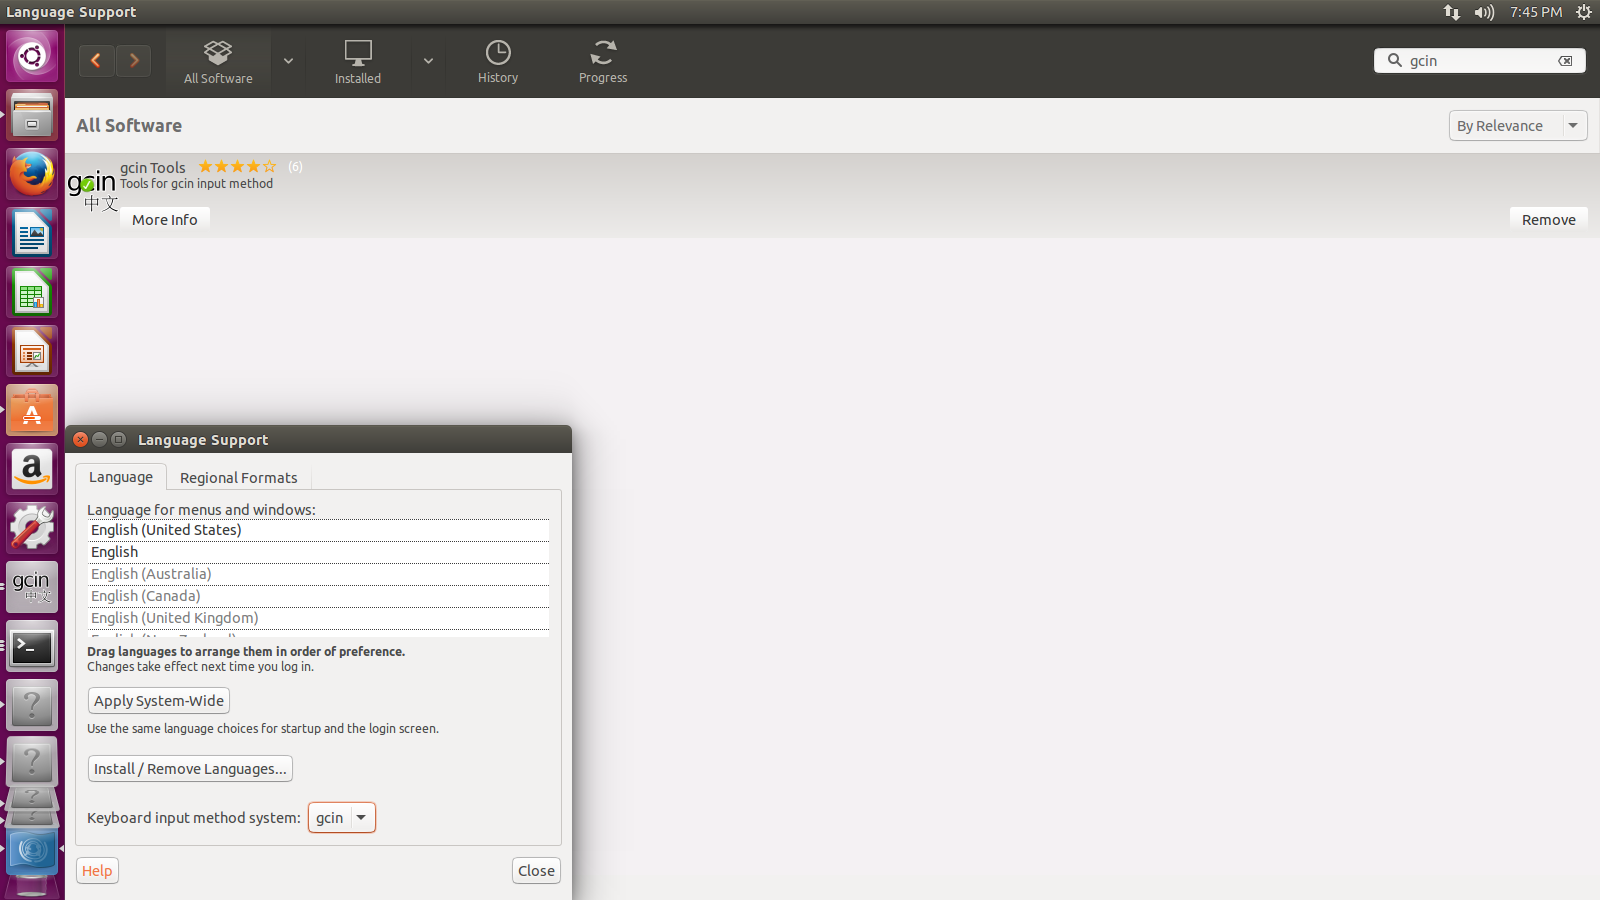 Language Support
7:45 PM
All Software
Installed
History
Progress
gcin
All Software
By Relevance
gcin
中文
gcin Tools
(6)
Tools for gcin input method
More Info
Remove
gcin
中文
Language Support
Language
Regional Formats
Language for menus and windows:
English (United States)
English
English (Australia)
English (Canada)
English (United Kingdom)
English (New Zealand)
Drag languages to arrange them in order of preference.
Changes take effect next time you log in.
Apply System-Wide
Use the same language choices for startup and the login screen.
Install / Remove Languages...
Keyboard input method system:
gcin
Help
Close